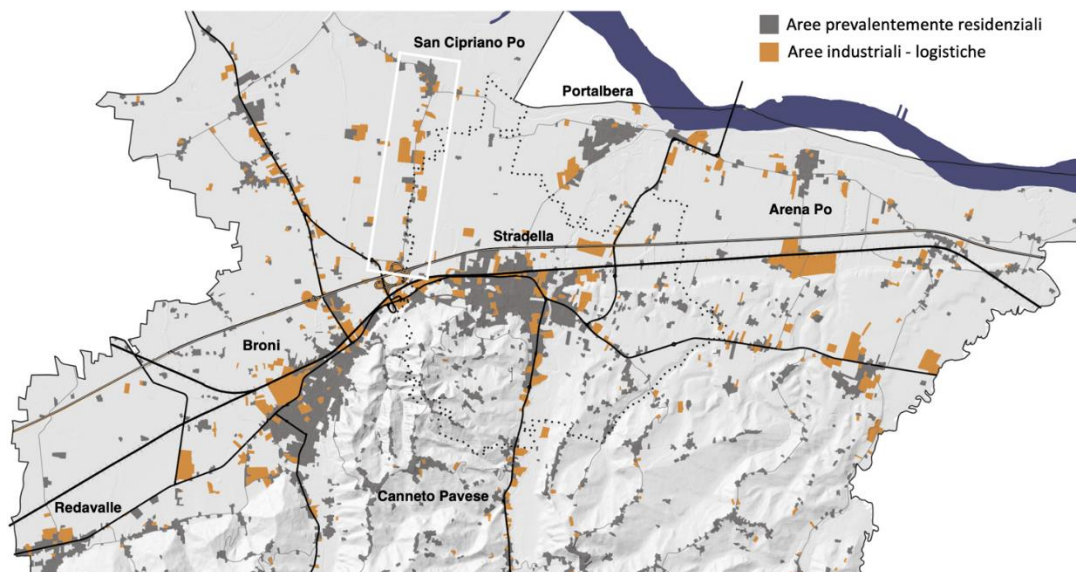 Aree prevalentemente residenziali
Aree industriali - logistiche
San Cipriano Po
Portalbera
Arena Po
Stradella
Broni
Canneto Pavese
Redavalle